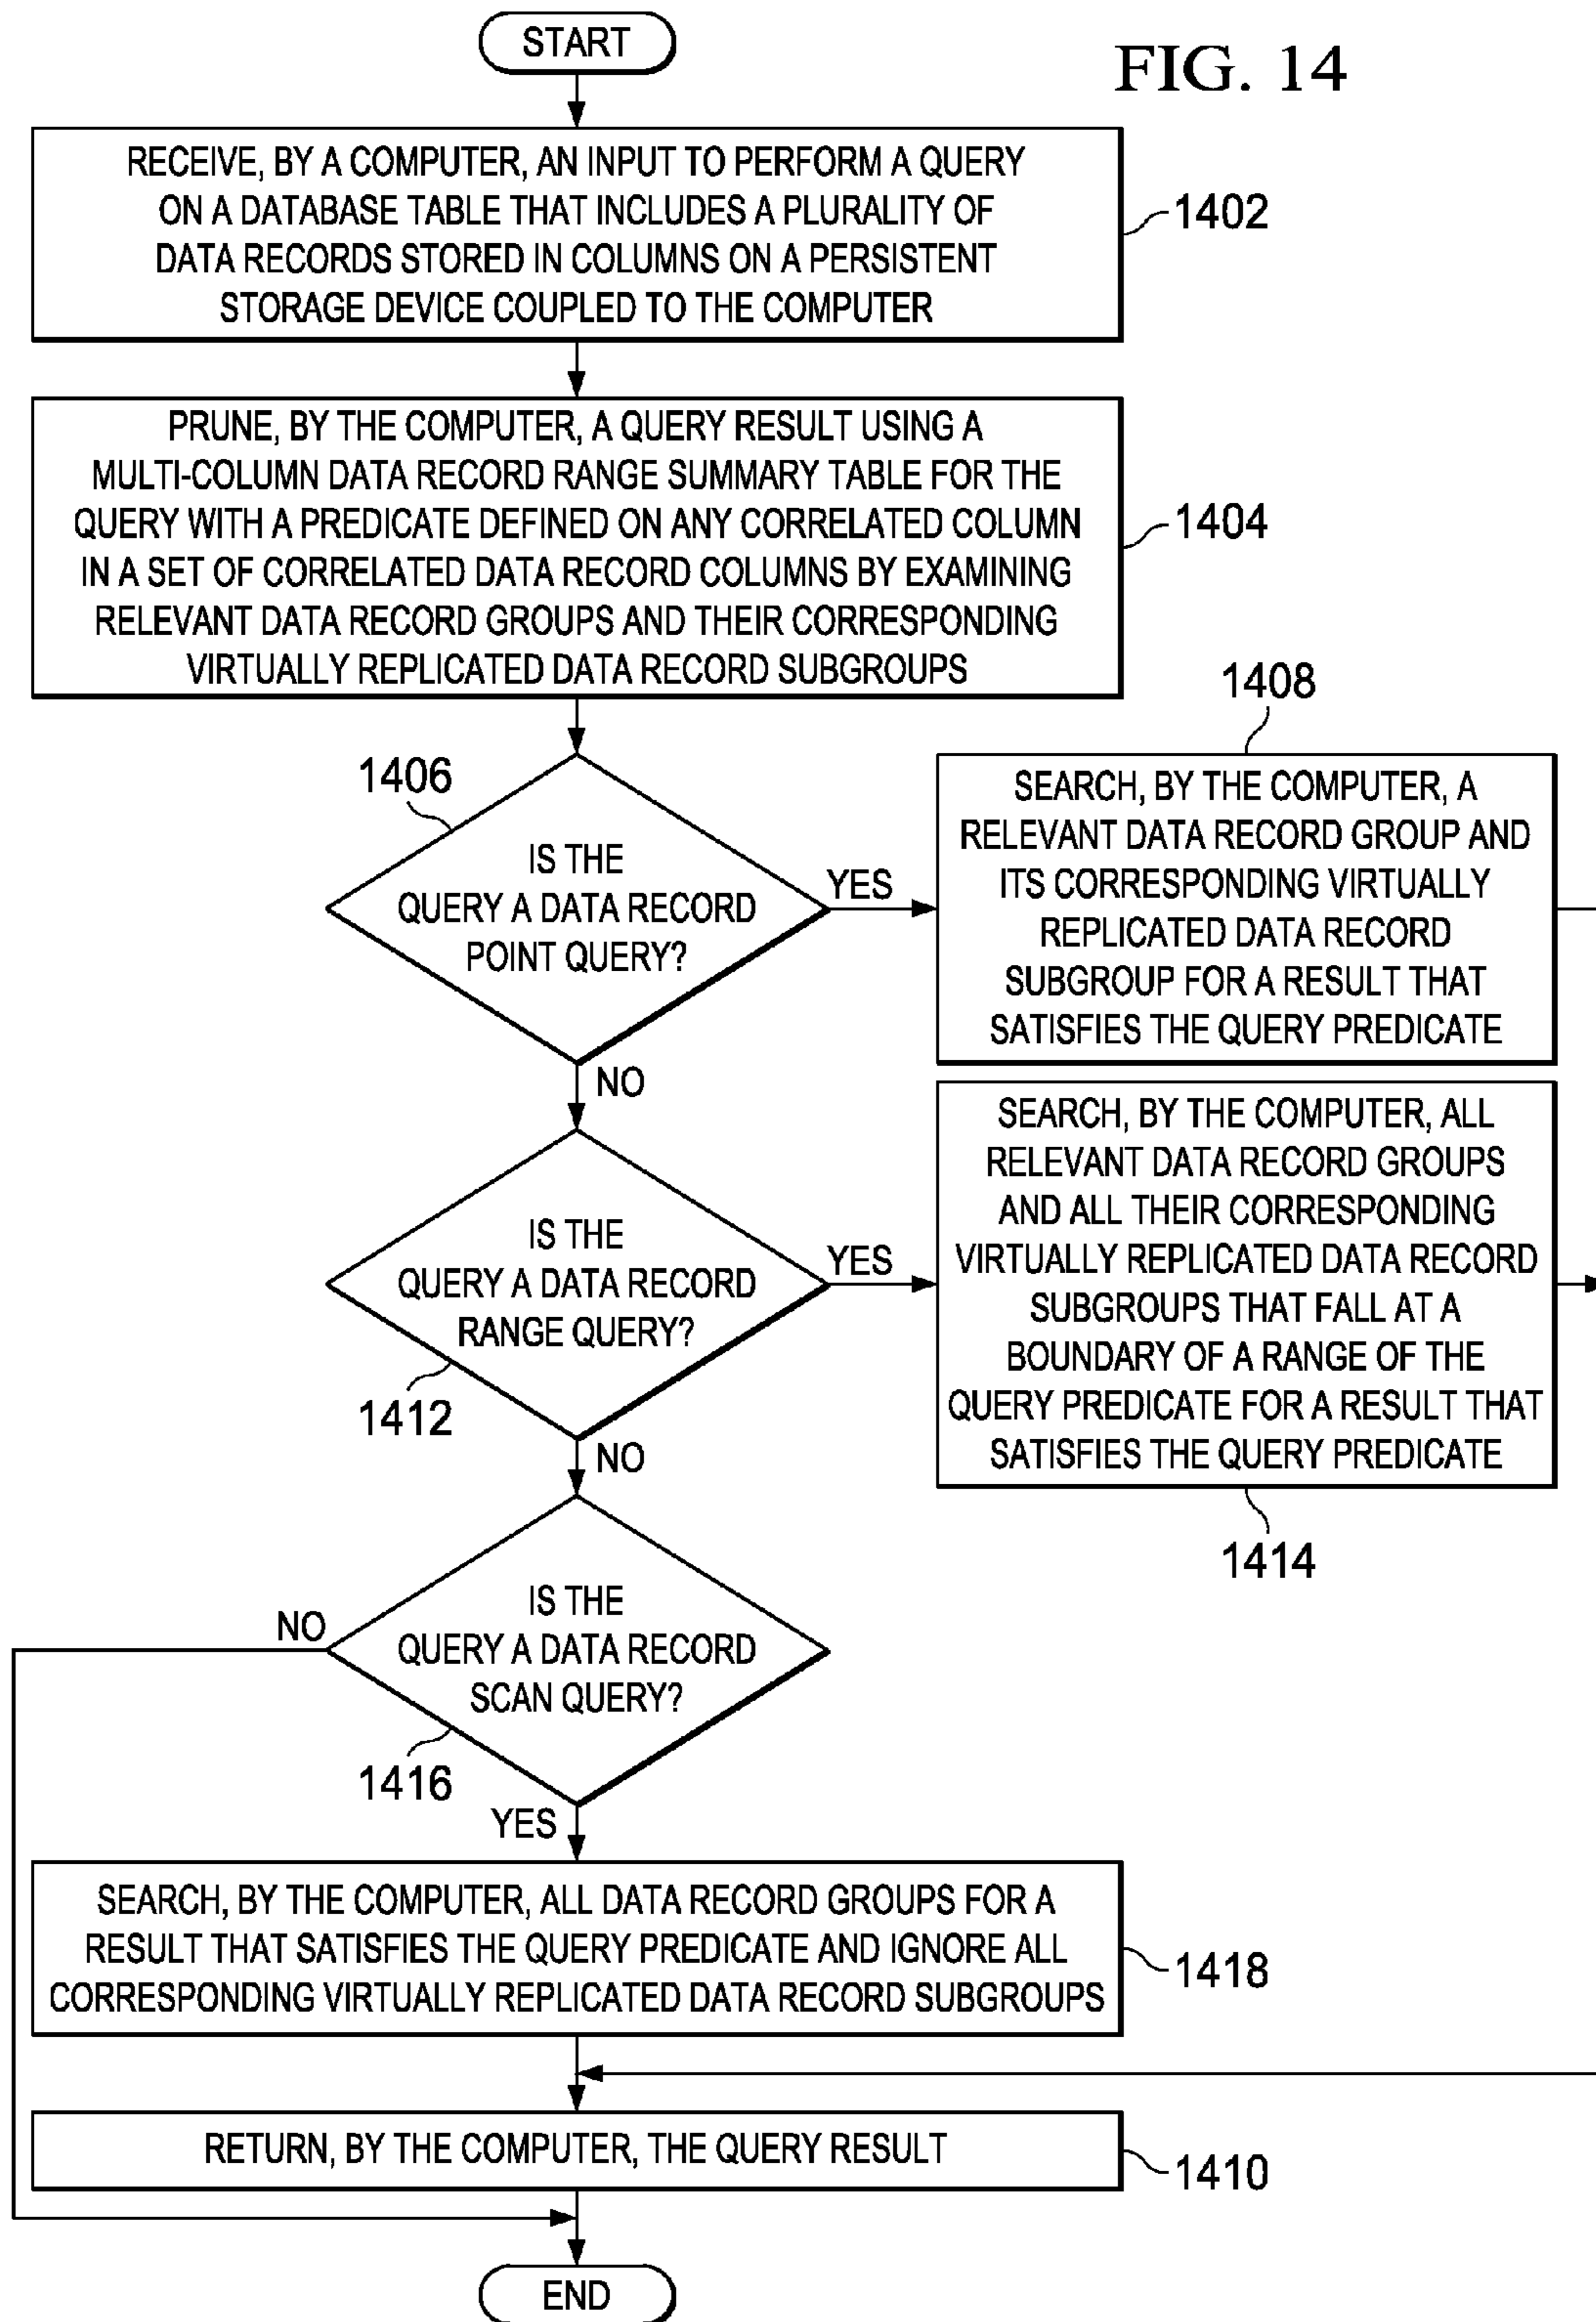 START
FIG. 14
RECEIVE, BY A COMPUTER, AN INPUT TO PERFORM A QUERY
ON A DATABASE TABLE THAT INCLUDES A PLURALITY OF
DATA RECORDS STORED IN COLUMNS ON A PERSISTENT
STORAGE DEVICE COUPLED TO THE COMPUTER
1402
PRUNE, BY THE COMPUTER, A QUERY RESULT USING A
MULTI-COLUMN DATA RECORD RANGE SUMMARY TABLE FOR THE
QUERY WITH A PREDICATE DEFINED ON ANY CORRELATED COLUMN
IN A SET OF CORRELATED DATA RECORD COLUMNS BY EXAMINING
RELEVANT DATA RECORD GROUPS AND THEIR CORRESPONDING
VIRTUALLY REPLICATED DATA RECORD SUBGROUPS
1404
1406
IS THE
QUERY A DATA RECORD
POINT QUERY?
YES
NO
1408
SEARCH, BY THE COMPUTER, A
RELEVANT DATA RECORD GROUP AND
ITS CORRESPONDING VIRTUALLY
REPLICATED DATA RECORD
SUBGROUP FOR A RESULT THAT
SATISFIES THE QUERY PREDICATE
IS THE
QUERY A DATA RECORD
RANGE QUERY?
1412
YES
NO
SEARCH, BY THE COMPUTER, ALL
RELEVANT DATA RECORD GROUPS
AND ALL THEIR CORRESPONDING
VIRTUALLY REPLICATED DATA RECORD
SUBGROUPS THAT FALL AT A
BOUNDARY OF A RANGE OF THE
QUERY PREDICATE FOR A RESULT THAT
SATISFIES THE QUERY PREDICATE
1414
NO
IS THE
QUERY A DATA RECORD
SCAN QUERY?
1416
YES
SEARCH, BY THE COMPUTER, ALL DATA RECORD GROUPS FOR A
RESULT THAT SATISFIES THE QUERY PREDICATE AND IGNORE ALL
CORRESPONDING VIRTUALLY REPLICATED DATA RECORD SUBGROUPS
1418
RETURN, BY THE COMPUTER, THE QUERY RESULT
1410
END